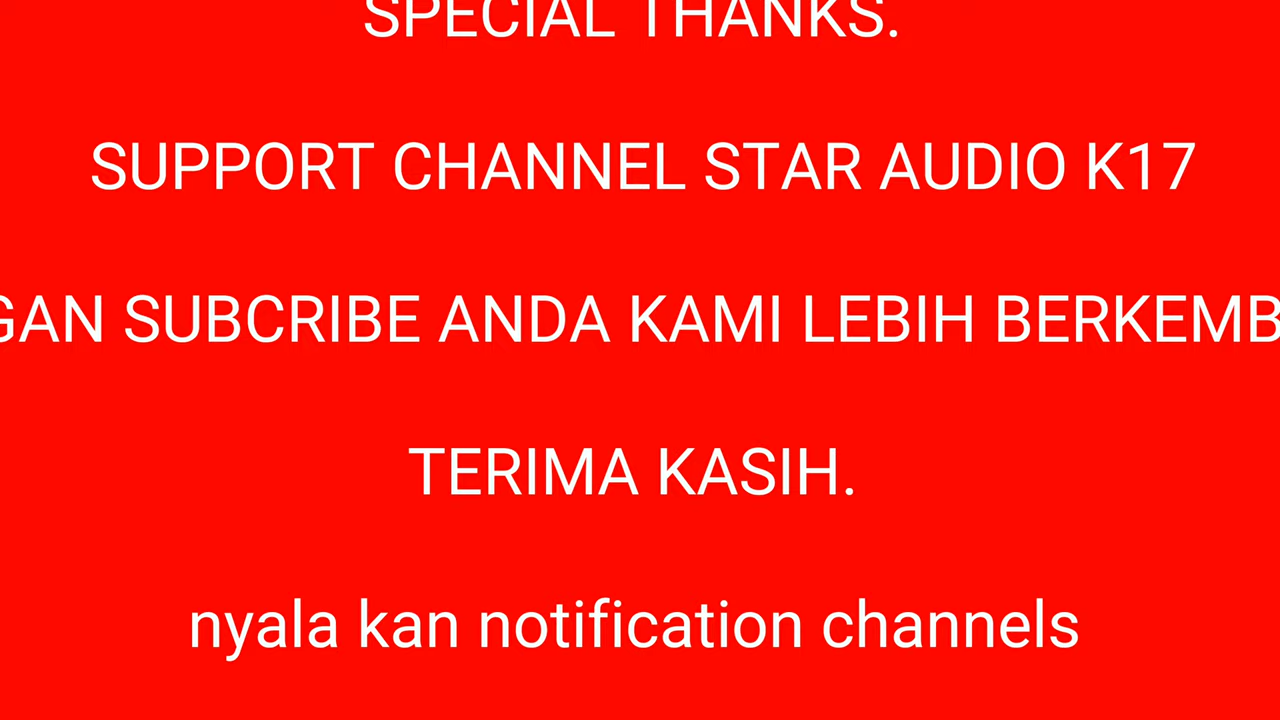 SPECIAL THANKS.
SUPPORT CHANNEL STAR AUDIO K17
GAN SUBCRIBE ANDA KAMI LEBIH BERKEMB
TERIMA KASIH.
nyala kan notification channels